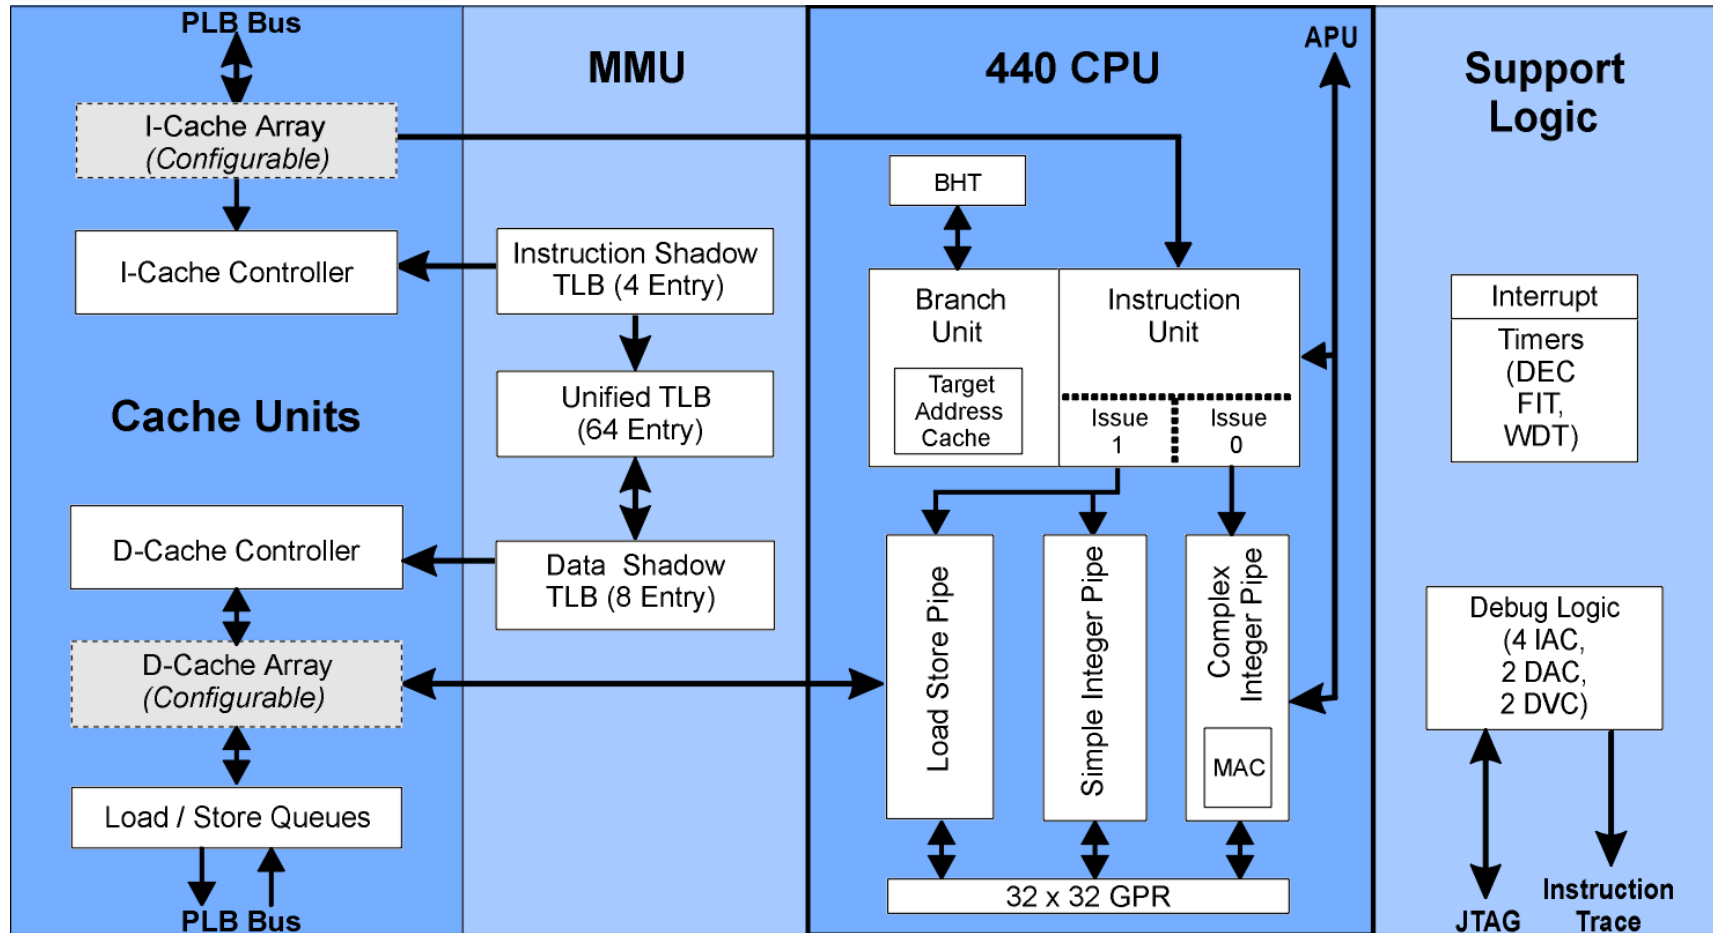 PLB Bus
I-Cache Array
(Configurable)
I-Cache Controller
Cache Units
D-Cache Controller
D-Cache Array
(Configurable)
Load / Store Queues
PLB Bus
MMU
Instruction Shadow
TLB (4 Entry)
Unified TLB
(64 Entry)
Data Shadow
TLB (8 Entry)
440 CPU
APU
BHT
Branch
Unit
Target
Address
Cache
Instruction
Unit
Issue
1
Issue
0
Load Store Pipe
Simple Integer Pipe
Complex
Integer Pipe
MAC
32 x 32 GPR
Support
Logic
Interrupt
Timers
(DEC
FIT,
WDT)
Debug Logic
(4 IAC,
2 DAC,
2 DVC)
JTAG
Instruction
Trace